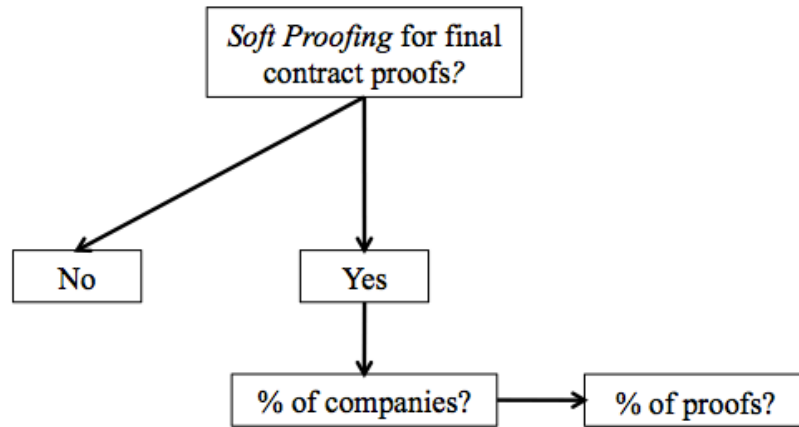 Soft Proofing for final
contract proofs?
No
Yes
% of companies?
% of proofs?